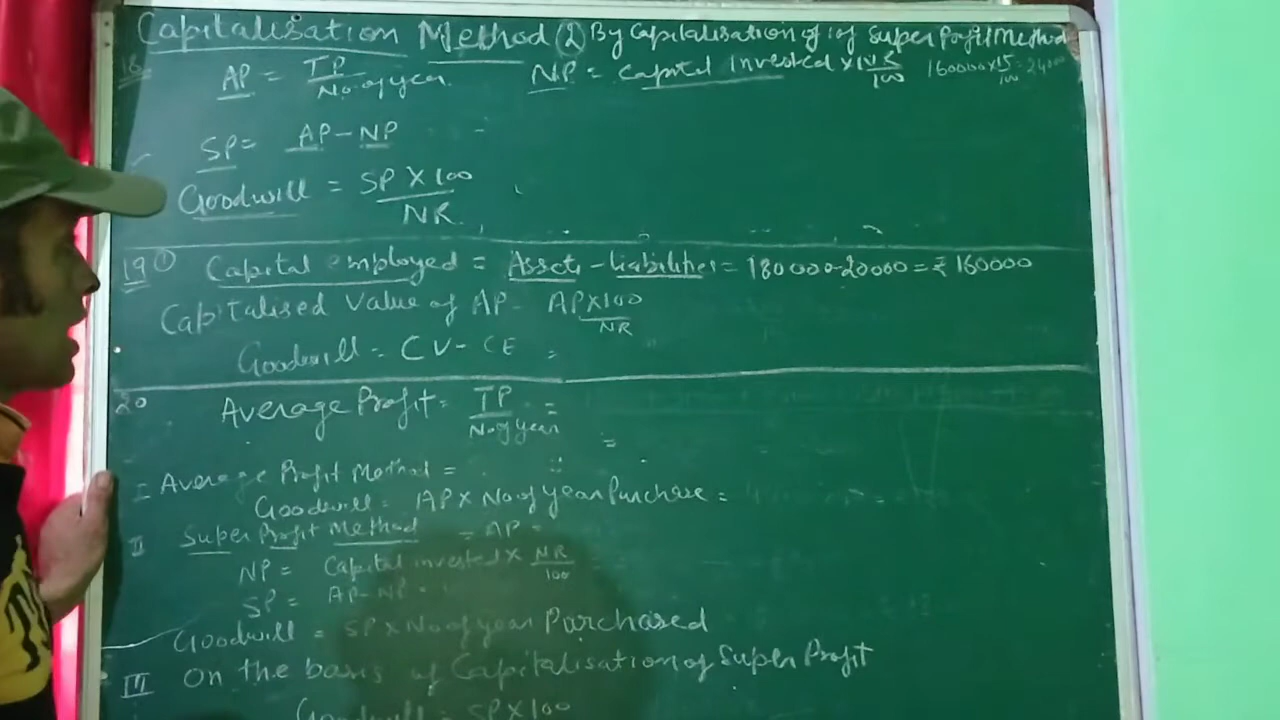 Capitalisation Method (2) By Capitalisation of of Super Profit Method
18 AP = TP / No. of year NP = Capital Invested × NR / 100 160000 × 15 / 100 = 24000
SP = AP - NP
Goodwill = SP × 100 / NR
19 (1) Capital employed = Assets - Liabilities = 180000 - 20000 = ₹ 160000
Capitalised Value of AP = AP × 100 / NR
Goodwill = CV - CE =
20 Average Profit = TP / No. of year =
=
Average Profit Method =
Goodwill = AP × No of year Purchase =
II Super Profit Method = AP =
NP = Capital invested × NR / 100
SP = AP - NP =
Goodwill = SP × No of year Purchased
III On the basis of Capitalisation of Super Profit
Goodwill = SP × 100